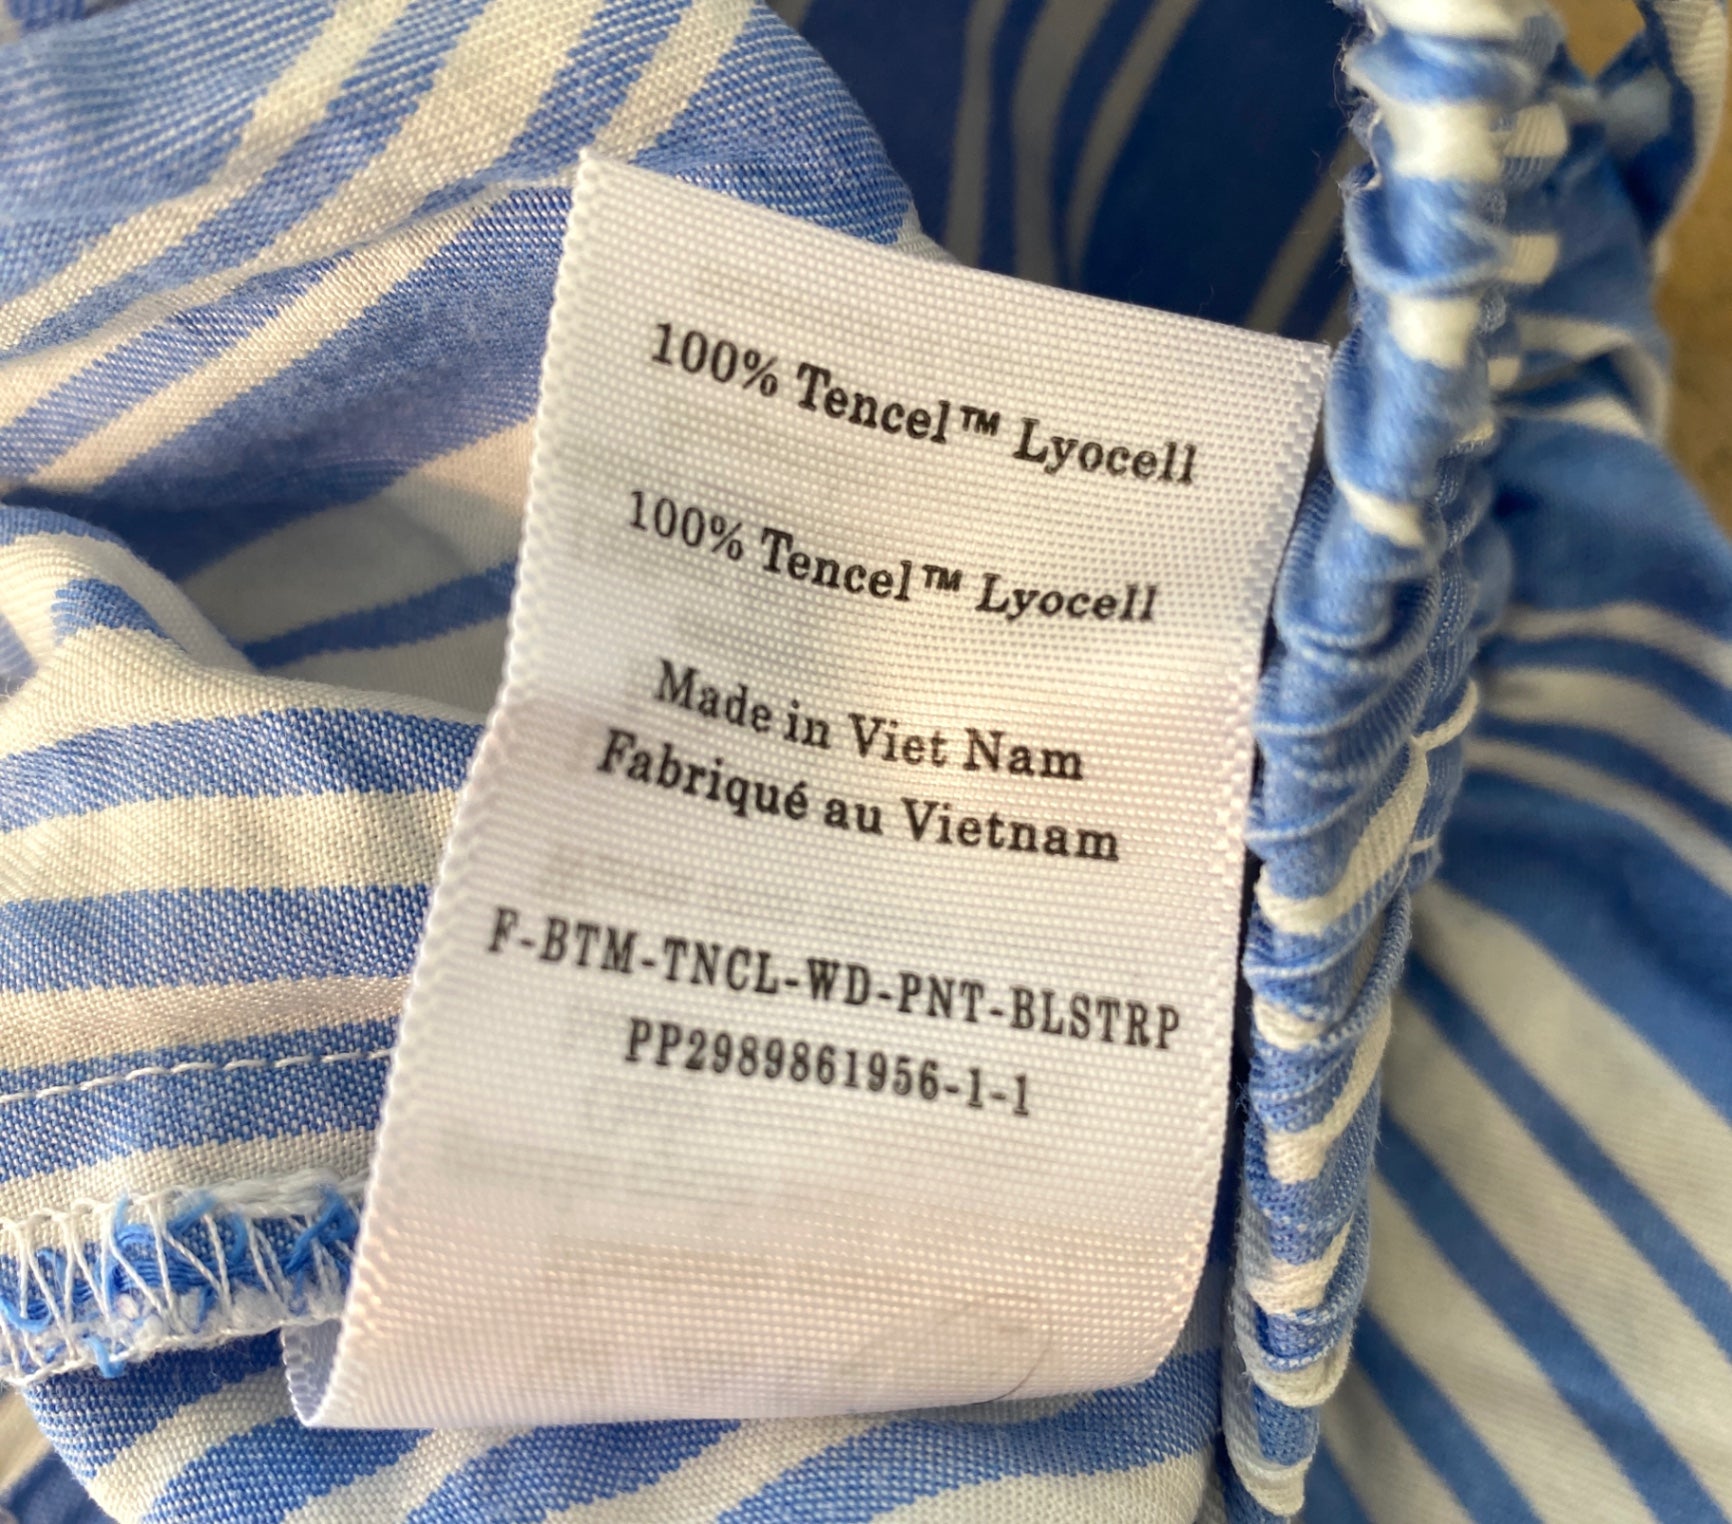 100% Tencel™ Lyocell
100% Tencel™ Lyocell
Made in Viet Nam
Fabriqué au Vietnam
F-BTM-TNCL-WD-PNT-BLSTRP
PP2989861956-1-1